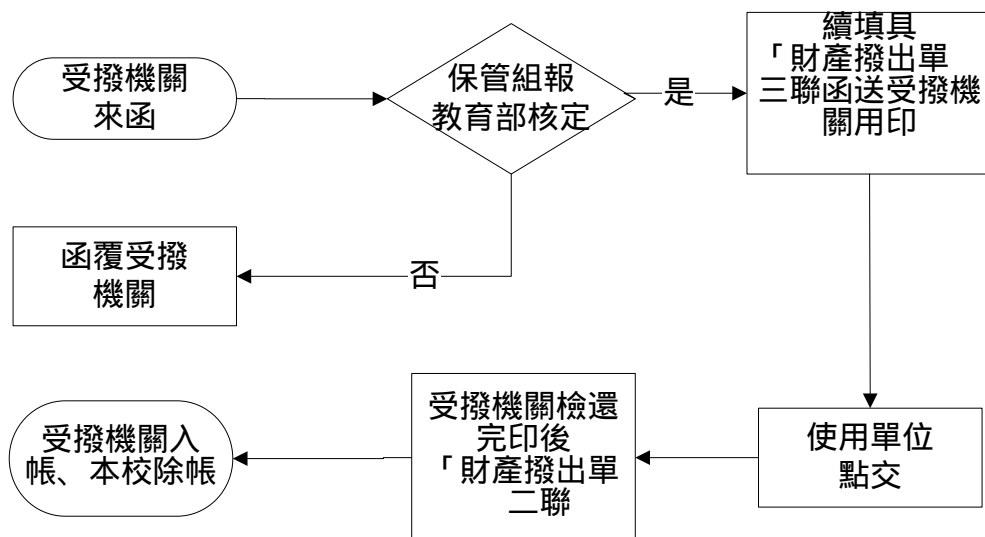 受撥機關
來函
保管組報
教育部核定
是
續填具
「財產撥出單
三聯函送受撥機
關用印
函覆受撥
機關
否
使用單位
點交
受撥機關檢還
完印後
「財產撥出單
二聯
受撥機關入
帳、本校除帳